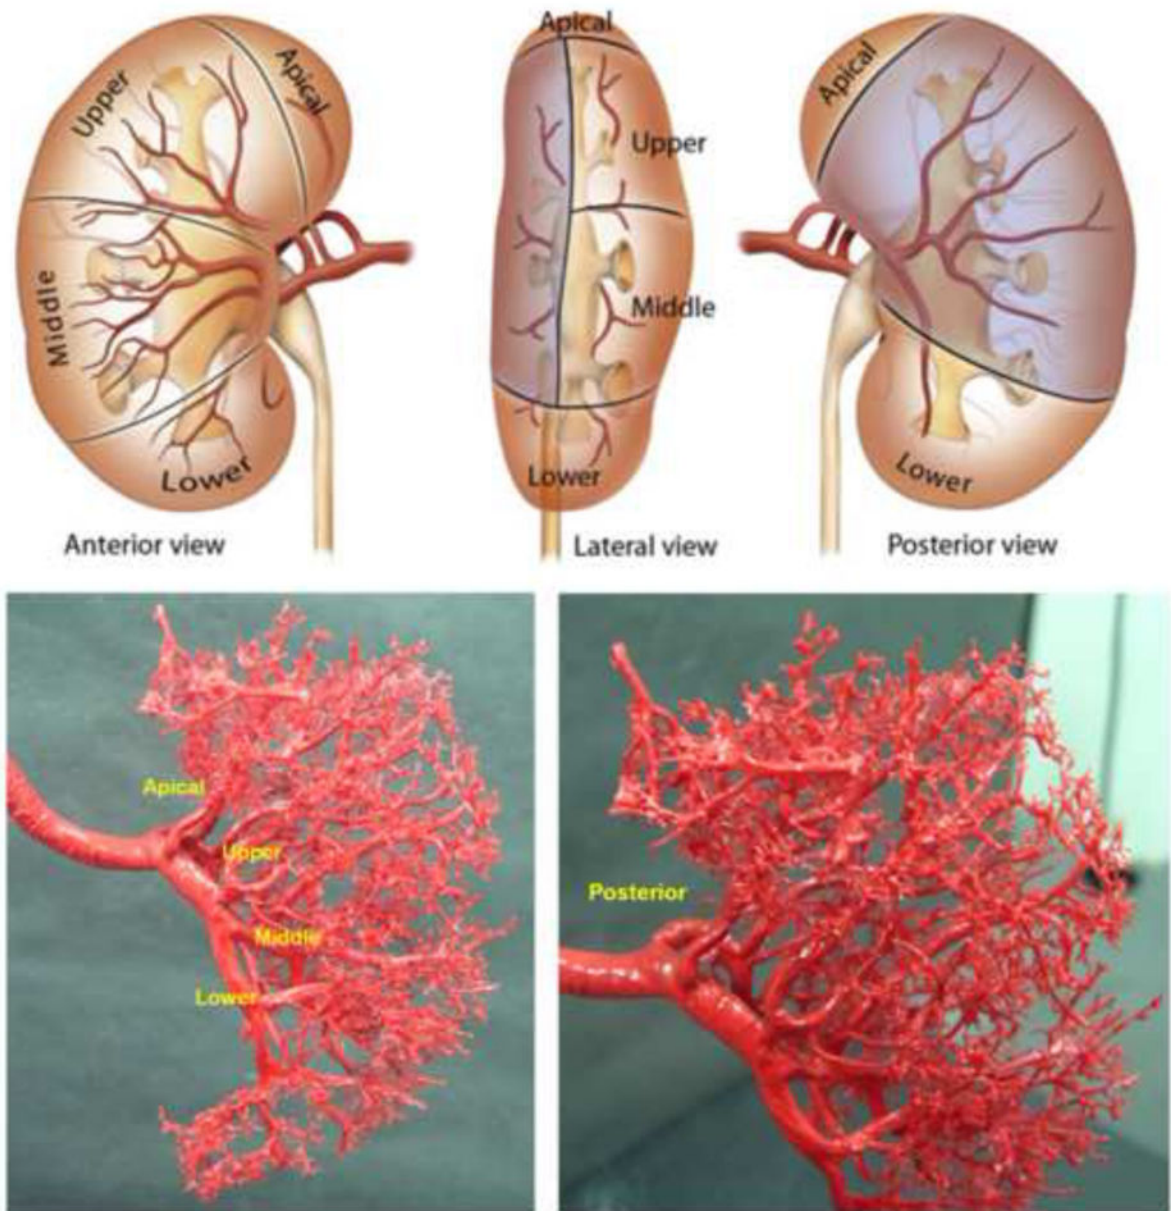 Upper
Apical
Middle
Lower
Anterior view
Apical
Upper
Middle
Lower
Lateral view
Apical
Lower
Posterior view
Apical
Upper
Middle
Lower
Posterior